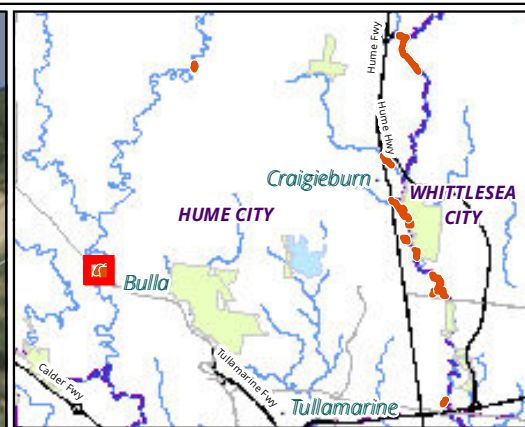 Hume Fwy
Hume Hwy
Craigieburn
WHITTLESEA
CITY
HUME CITY
Bulla
Tullamarine Fwy
Calder Fwy
Tullamarine